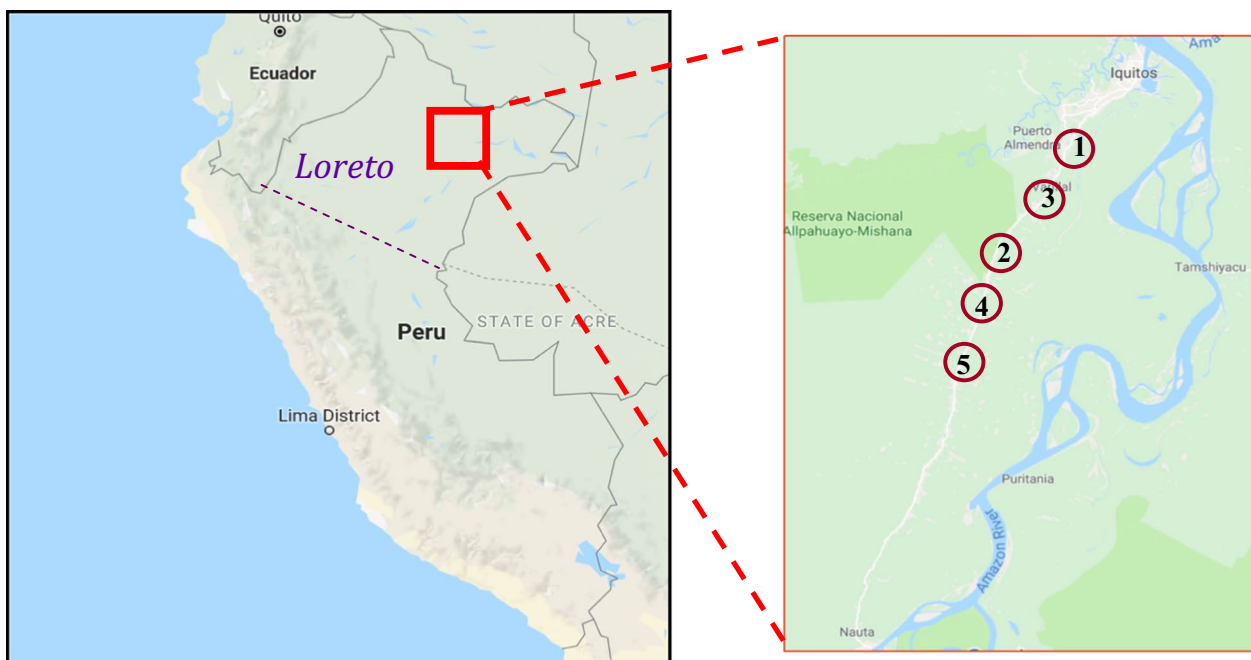 Quito
Ecuador
Loreto
Peru
STATE OF ACRE
Lima District
Iquitos
Puerto
Almendra
1
3
Reserva Nacional
Allpahuayo-Mishana
2
Tamshiyacu
4
5
Puritania
Amazon River
Nauta